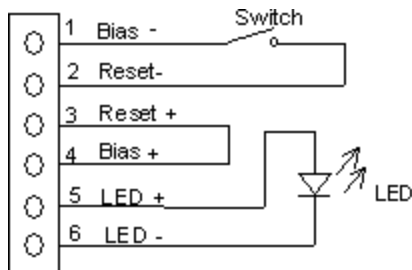 Switch
1 Bias -
2 Reset-
3 Reset +
4 Bias +
5 LED +
LED
6 LED -